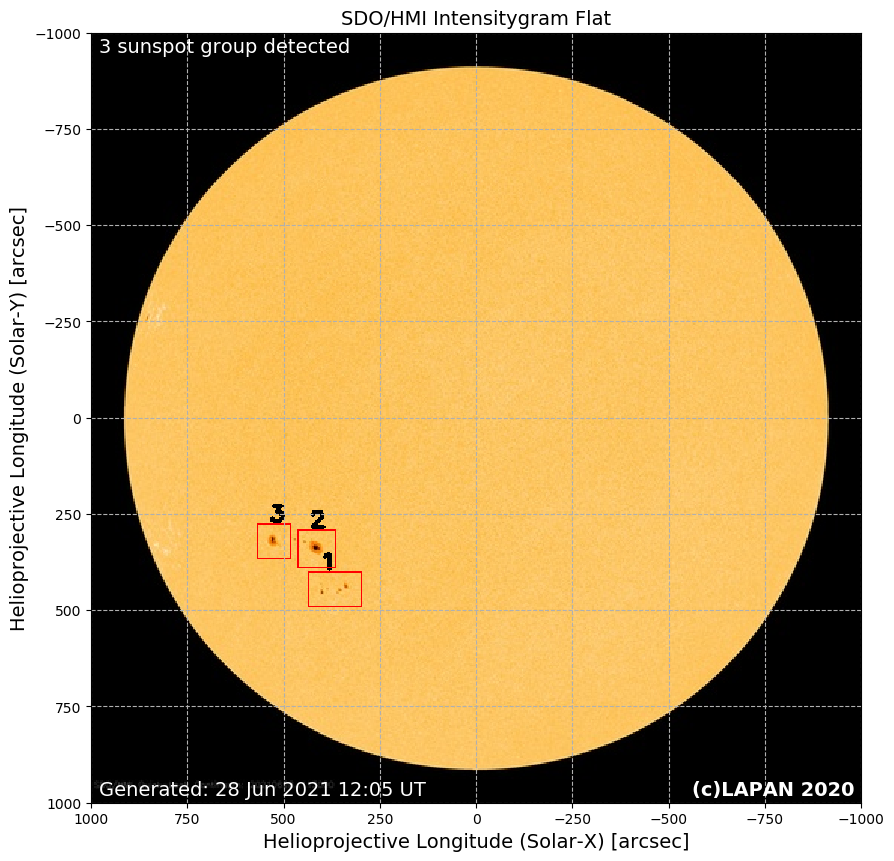 SDO/HMI Intensitygram Flat
3 sunspot group detected
−1000
−750
−500
−250
0
250
500
750
1000
Helioprojective Longitude (Solar-Y) [arcsec]
3
2
1
Generated: 28 Jun 2021 12:05 UT
(c)LAPAN 2020
1000 750 500 250 0 −250 −500 −750 −1000
Helioprojective Longitude (Solar-X) [arcsec]